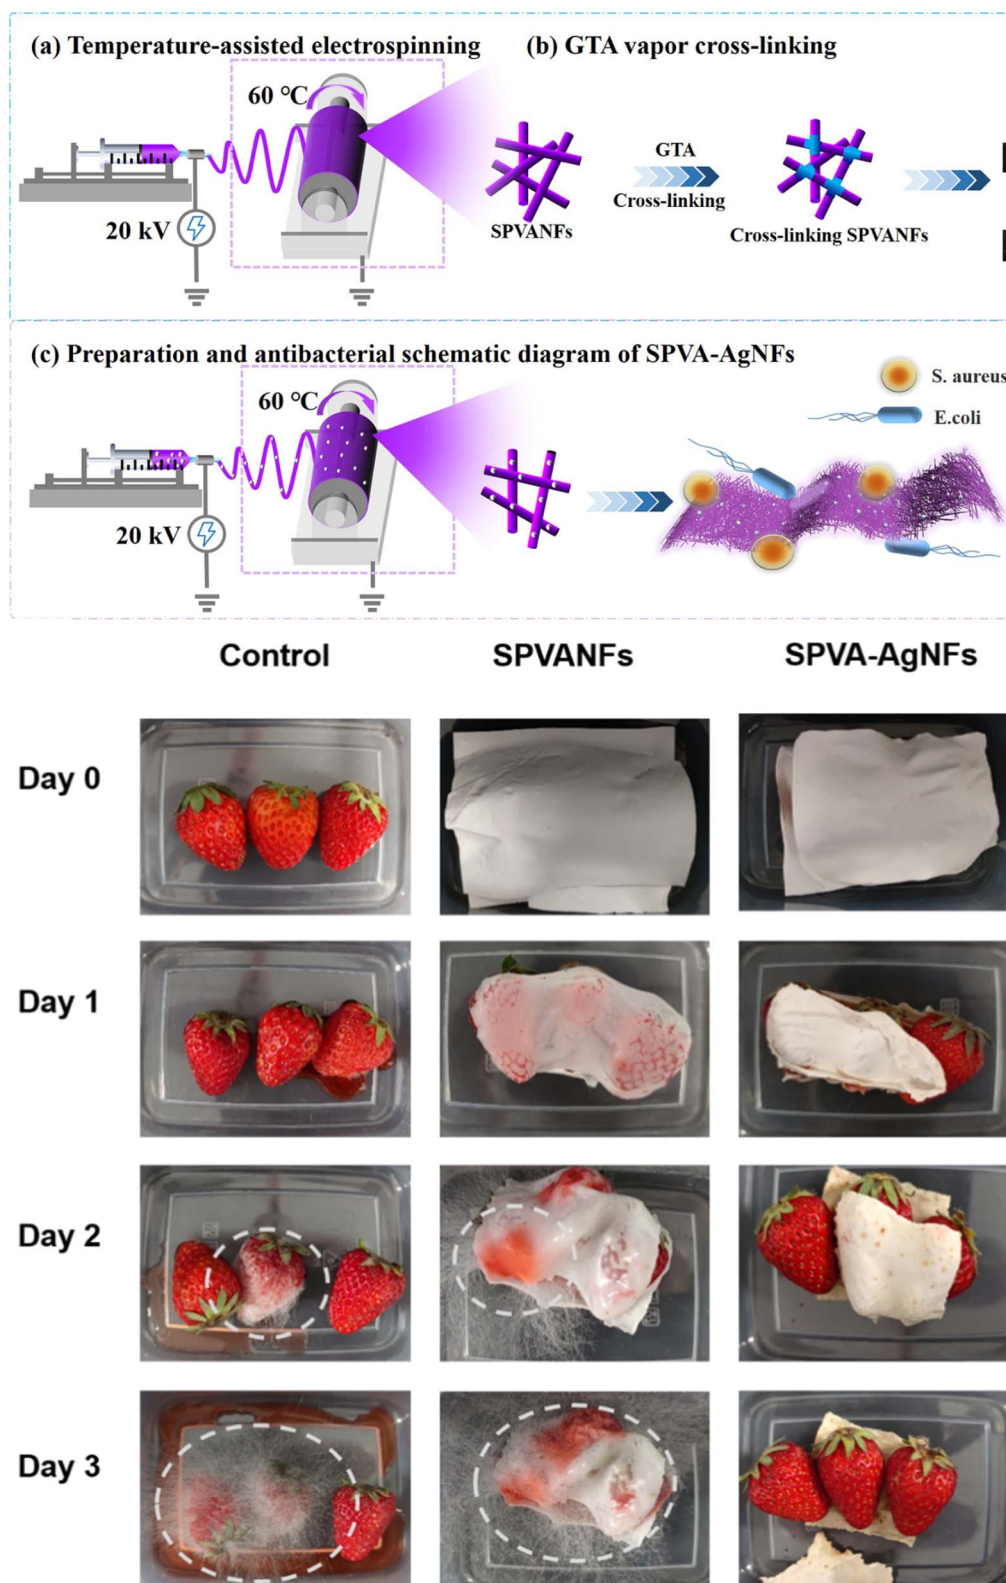 (a) Temperature-assisted electrospinning
(b) GTA vapor cross-linking
60 °C
20 kV
SPVANFs
GTA
Cross-linking
Cross-linking SPVANFs
(c) Preparation and antibacterial schematic diagram of SPVA-AgNFs
60 °C
20 kV
S. aureus
E.coli
Control
SPVANFs
SPVA-AgNFs
Day 0
Day 1
Day 2
Day 3